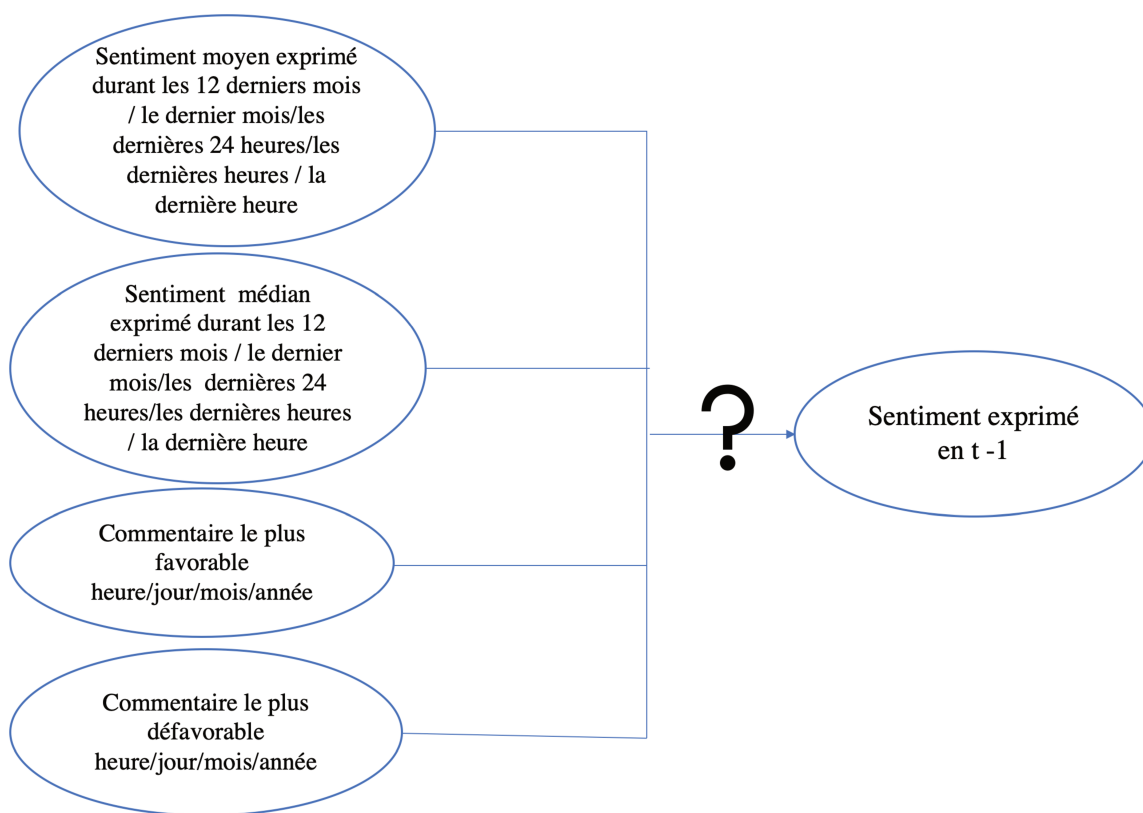 Sentiment moyen exprimé
durant les 12 derniers mois
/ le dernier mois/les
dernières 24 heures/les
dernières heures / la
dernière heure
Sentiment médian
exprimé durant les 12
derniers mois / le dernier
mois/les dernières 24
heures/les dernières heures
/ la dernière heure
Commentaire le plus
favorable
heure/jour/mois/année
Commentaire le plus
défavorable
heure/jour/mois/année
?
Sentiment exprimé
en t -1